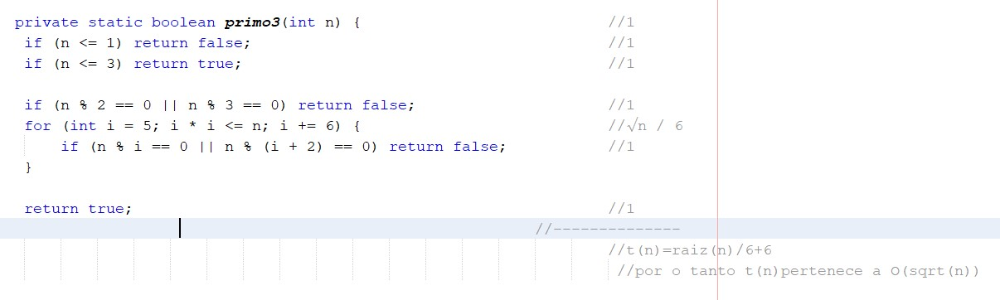 private static boolean primo3(int n) { //1
if (n <= 1) return false; //1
if (n <= 3) return true; //1
if (n % 2 == 0 || n % 3 == 0) return false; //1
for (int i = 5; i * i <= n; i += 6) { //√n / 6
if (n % i == 0 || n % (i + 2) == 0) return false; //1
}
return true; //1
//--------------
//t(n)=raiz(n)/6+6
//por o tanto t(n)pertenece a O(sqrt(n))